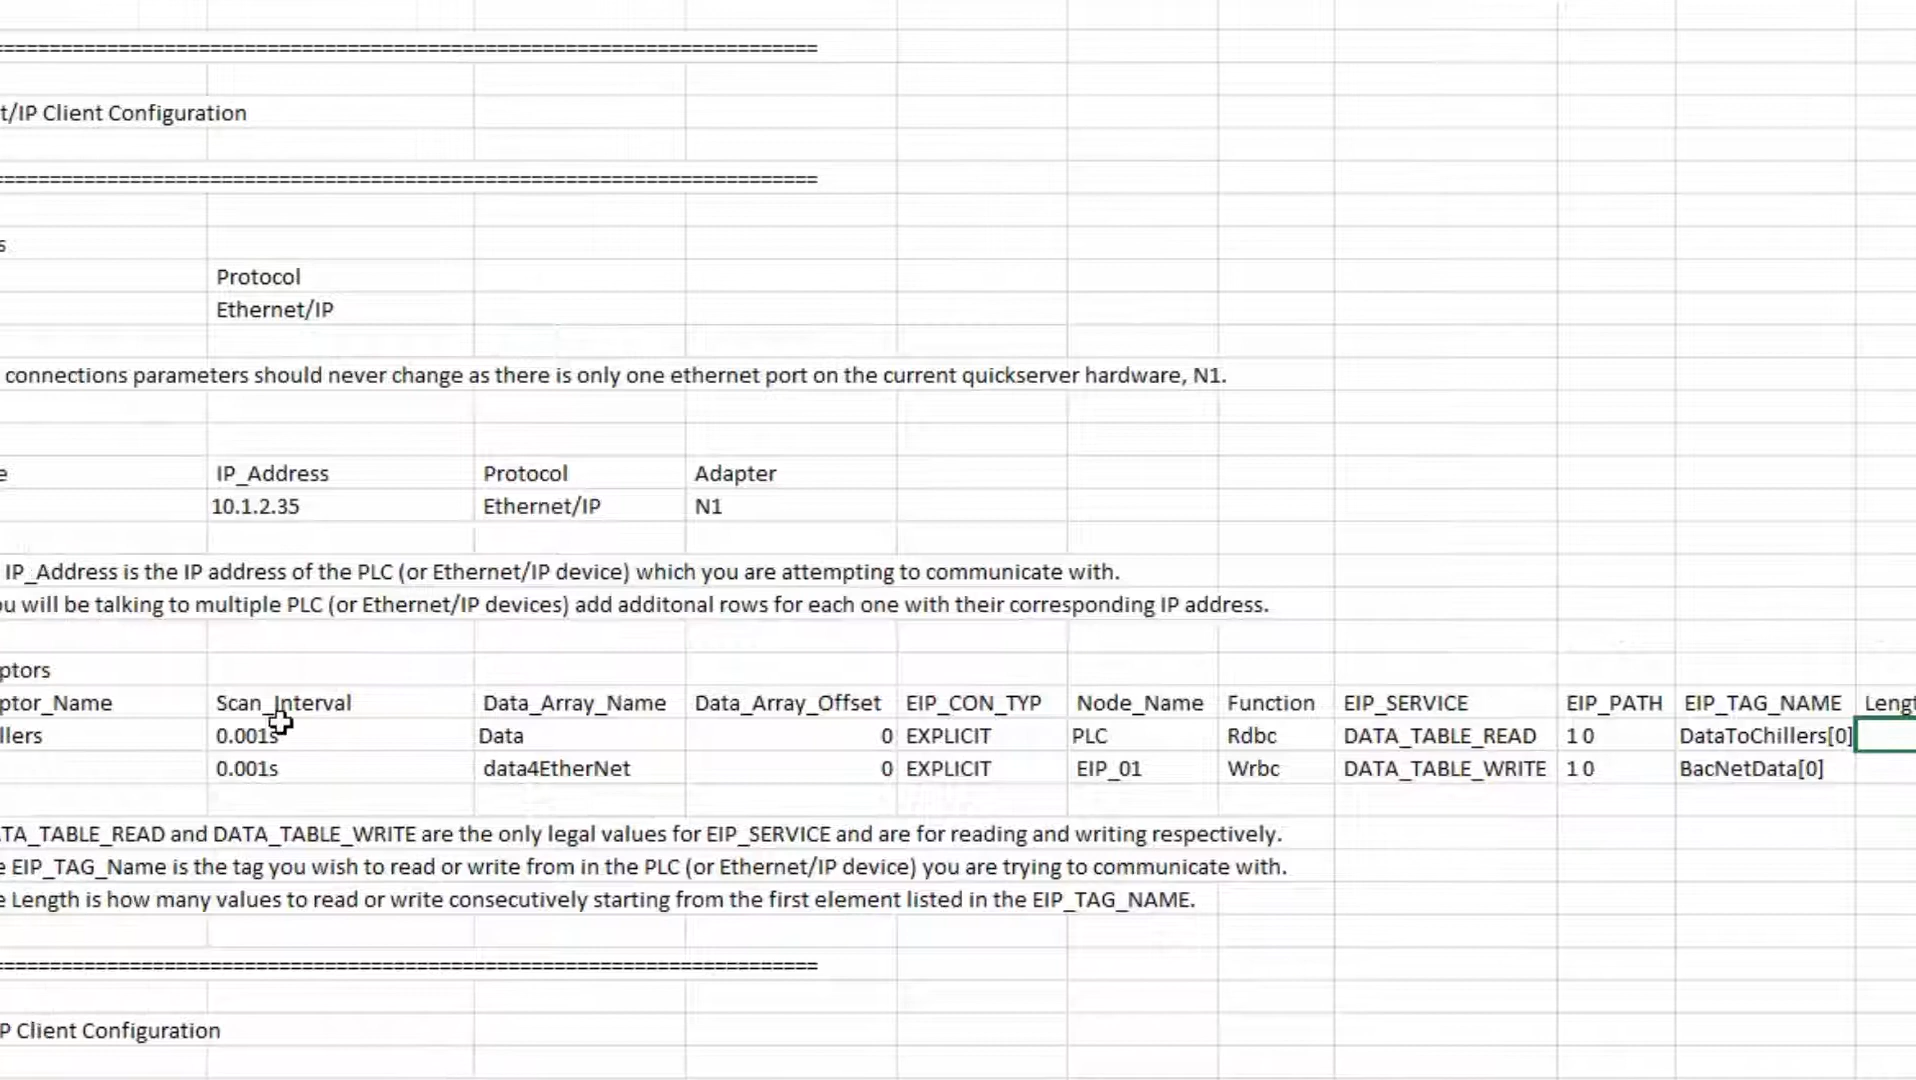 ==============================================================================
t/IP Client Configuration
==============================================================================
s
Protocol
Ethernet/IP
connections parameters should never change as there is only one ethernet port on the current quickserver hardware, N1.
e IP_Address Protocol Adapter
10.1.2.35 Ethernet/IP N1
IP_Address is the IP address of the PLC (or Ethernet/IP device) which you are attempting to communicate with.
ou will be talking to multiple PLC (or Ethernet/IP devices) add additonal rows for each one with their corresponding IP address.
ptors
ptor_Name Scan_Interval Data_Array_Name Data_Array_Offset EIP_CON_TYP Node_Name Function EIP_SERVICE EIP_PATH EIP_TAG_NAME Lengt
llers 0.001s Data 0 EXPLICIT PLC Rdbc DATA_TABLE_READ 1 0 DataToChillers[0]
0.001s data4EtherNet 0 EXPLICIT EIP_01 Wrbc DATA_TABLE_WRITE 1 0 BacNetData[0]
TA_TABLE_READ and DATA_TABLE_WRITE are the only legal values for EIP_SERVICE and are for reading and writing respectively.
e EIP_TAG_Name is the tag you wish to read or write from in the PLC (or Ethernet/IP device) you are trying to communicate with.
e Length is how many values to read or write consecutively starting from the first element listed in the EIP_TAG_NAME.
==============================================================================
P Client Configuration